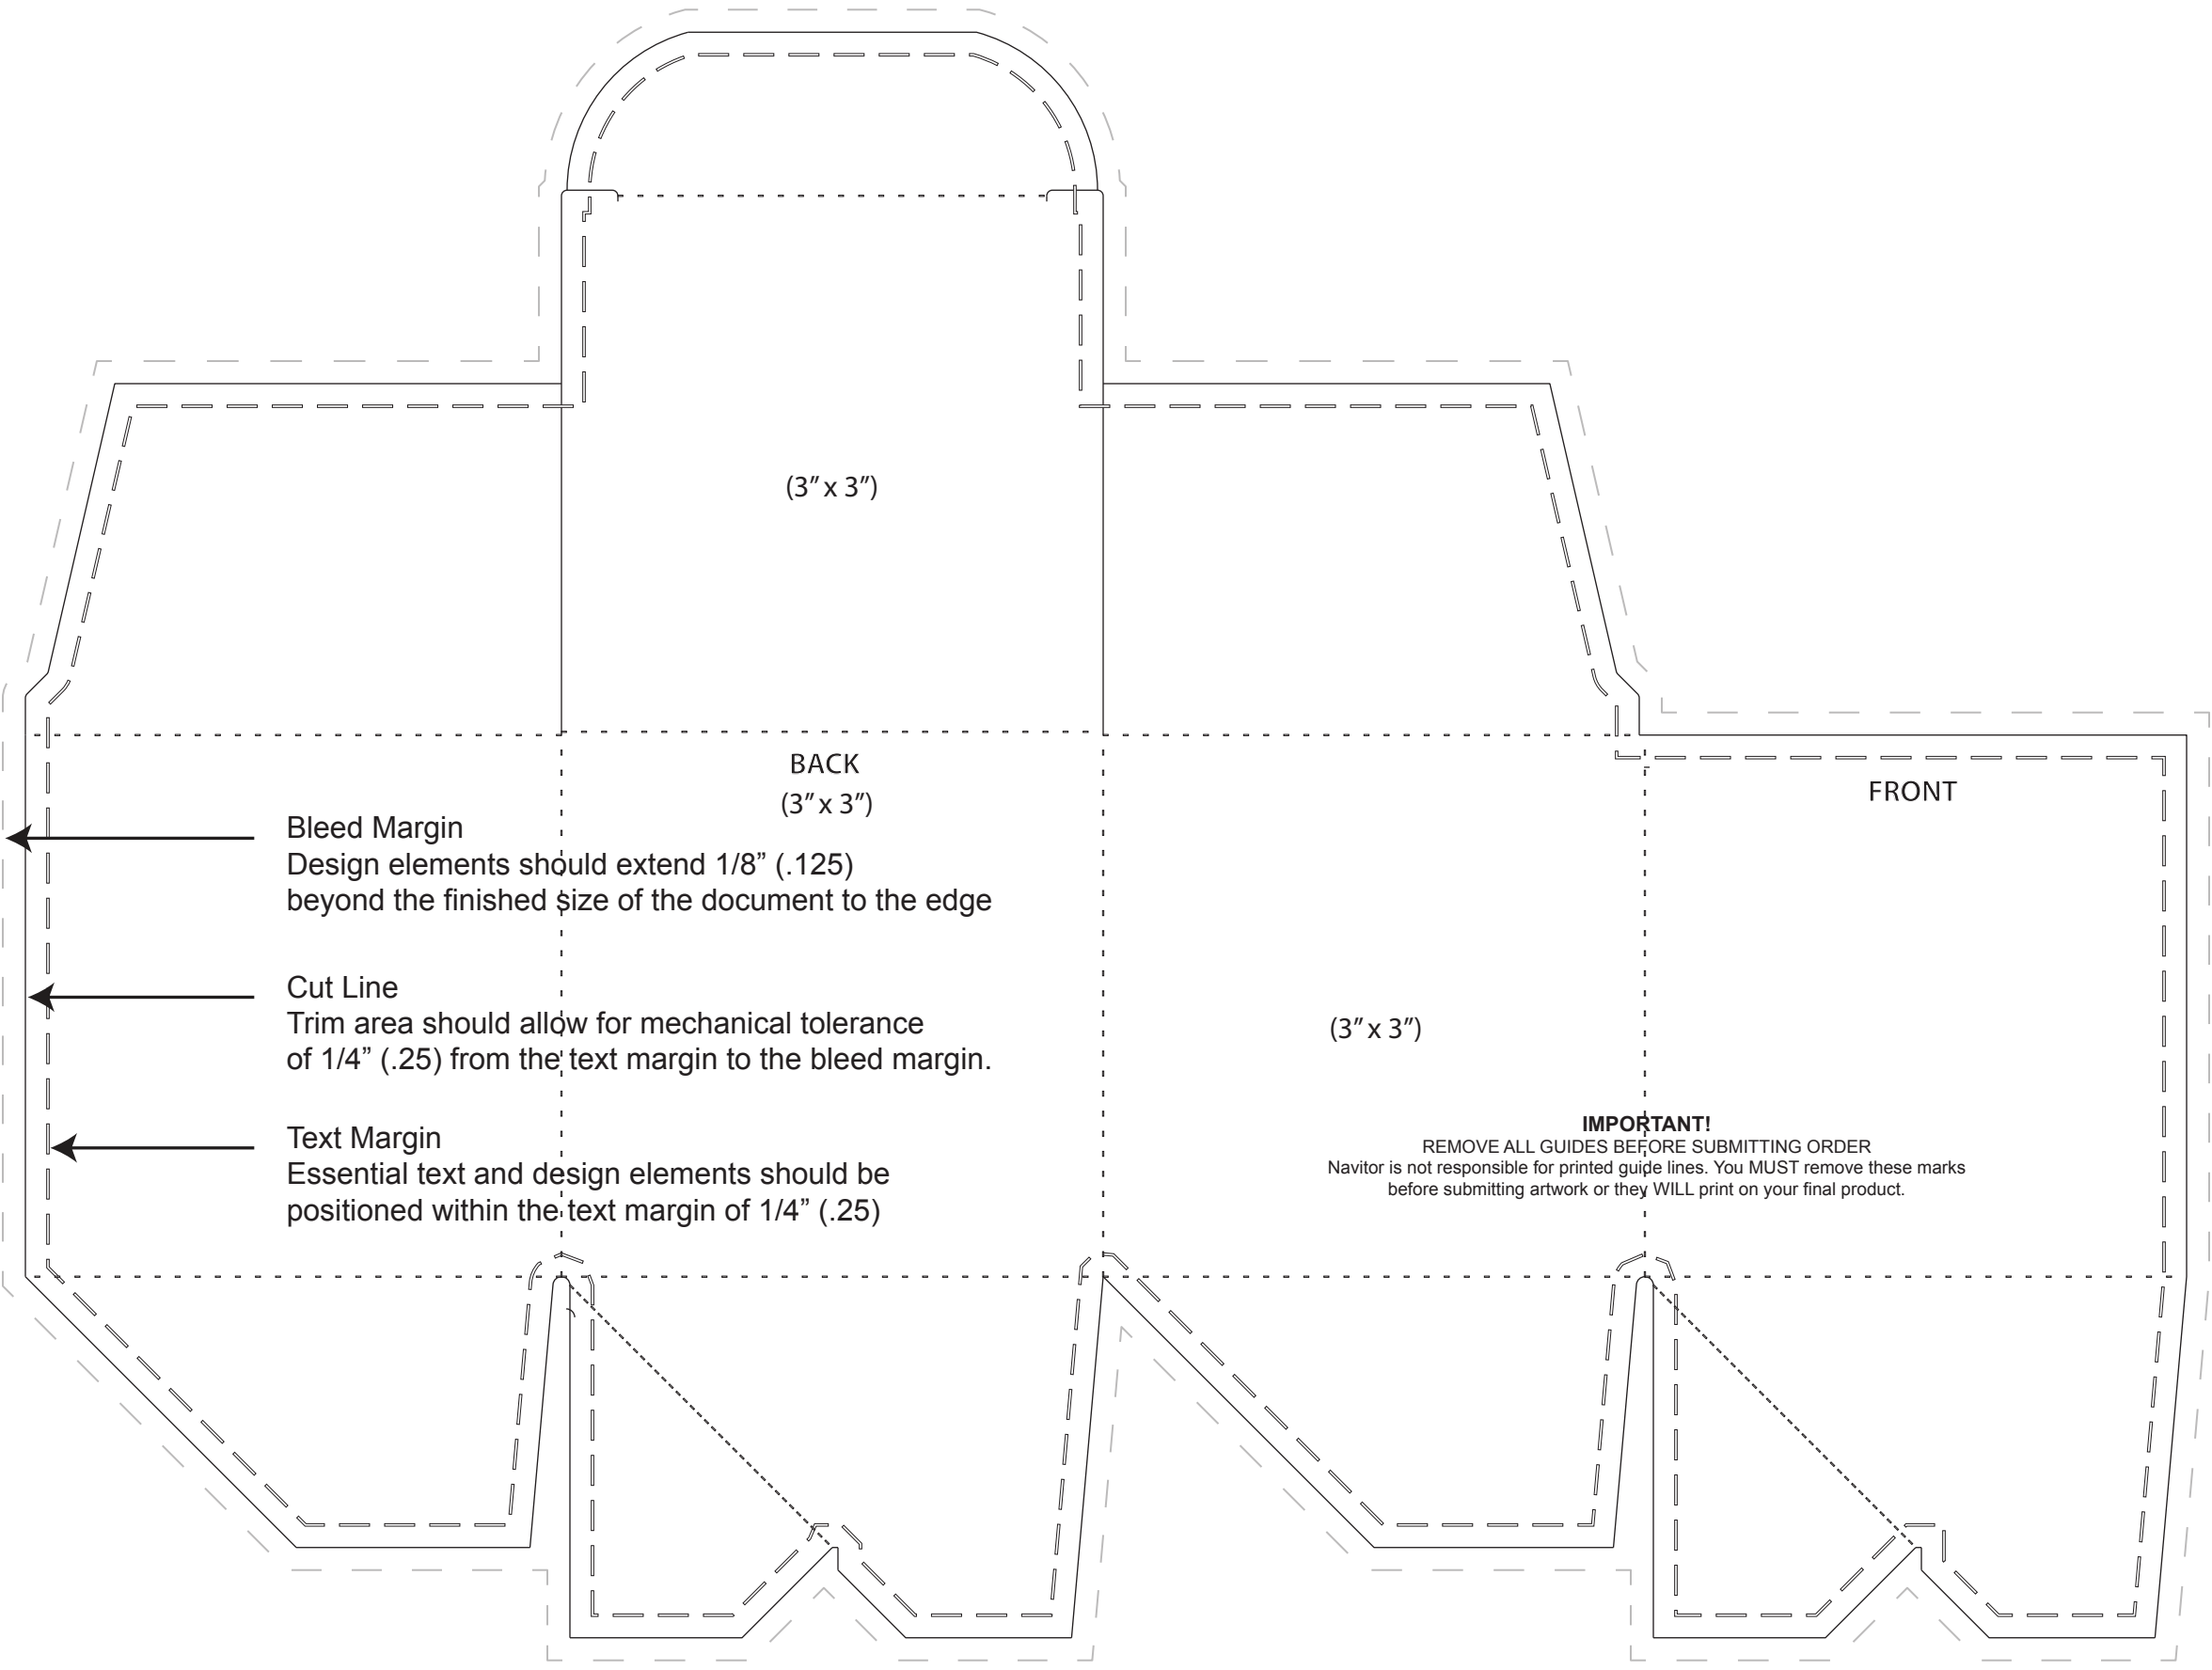 (3” x 3”)
BACK
(3” x 3”)
FRONT
Bleed Margin
Design elements should extend 1/8” (.125)
beyond the finished size of the document to the edge
Cut Line
Trim area should allow for mechanical tolerance
of 1/4” (.25) from the text margin to the bleed margin.
(3” x 3”)
Text Margin
Essential text and design elements should be
positioned within the text margin of 1/4” (.25)
IMPORTANT!
REMOVE ALL GUIDES BEFORE SUBMITTING ORDER
Navitor is not responsible for printed guide lines. You MUST remove these marks
before submitting artwork or they WILL print on your final product.